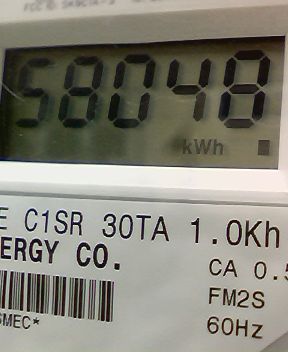 58048
kWh
E C1SR 30TA 1.0Kh
ERGY CO.
CA 0.5
FM2S
SMEC*
60Hz